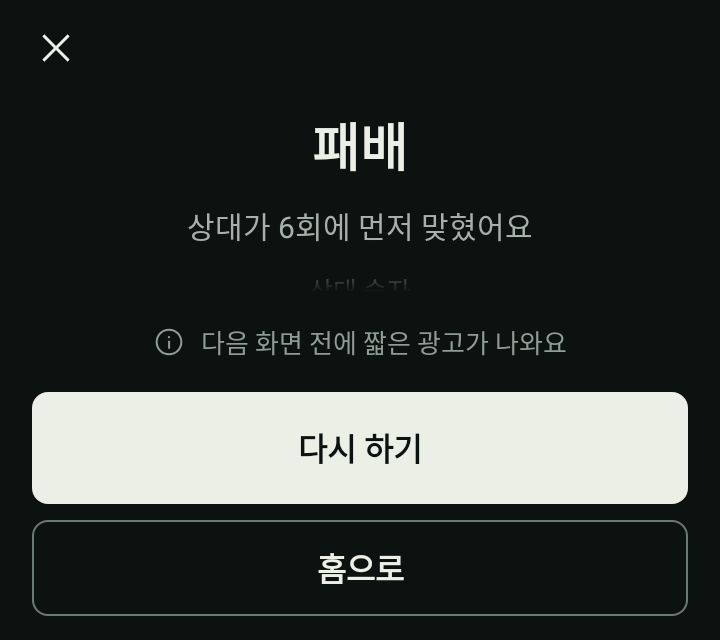 패배
상대가 6회에 먼저 맞혔어요
다음 화면 전에 짧은 광고가 나와요
다시 하기
홈으로